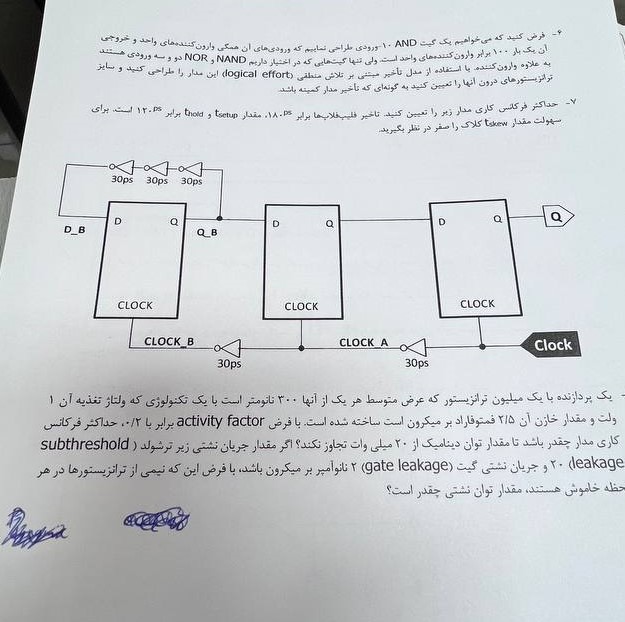 ۶- فرض کنید که می‌خواهیم یک گیت AND ۱۰-ورودی طراحی نماییم که ورودی‌های آن همگی وارون‌کننده‌های واحد و خروجی
آن یک بار ۱۰۰ برابر وارون‌کننده‌های واحد است. ولی تنها گیت‌هایی که در اختیار داریم NAND و NOR دو و سه ورودی هستند
به علاوه وارون‌کننده. با استفاده از مدل تأخیر مبتنی بر تلاش منطقی (logical effort) این مدار را طراحی کنید و سایز
ترانزیستورهای درون آنها را تعیین کنید به گونه‌ای که تأخیر مدار کمینه باشد.
۷- حداکثر فرکانس کاری مدار زیر را تعیین کنید. تاخیر فلیپ‌فلاپ‌ها برابر ۱۸۰ps، مقدار tsetup و thold برابر ۱۲۰ps است. برای
سهولت مقدار tskew کلاک را صفر در نظر بگیرید.
30ps 30ps 30ps
D Q D Q D Q Q
D_B Q_B
CLOCK CLOCK CLOCK
CLOCK_B CLOCK_A Clock
30ps 30ps
یک پردازنده با یک میلیون ترانزیستور که عرض متوسط هر یک از آنها ۳۰۰ نانومتر است با یک تکنولوژی که ولتاژ تغذیه آن ۱
ولت و مقدار خازن آن ۲/۵ فمتوفاراد بر میکرون است ساخته شده است. با فرض activity factor برابر با ۰/۲، حداکثر فرکانس
کاری مدار چقدر باشد تا مقدار توان دینامیک از ۲۰ میلی وات تجاوز نکند؟ اگر مقدار جریان نشتی زیر ترشولد (subthreshold
leakage) ۲۰ و جریان نشتی گیت (gate leakage) ۲ نانوآمپر بر میکرون باشد، با فرض این که نیمی از ترانزیستورها در هر
حظه خاموش هستند، مقدار توان نشتی چقدر است؟